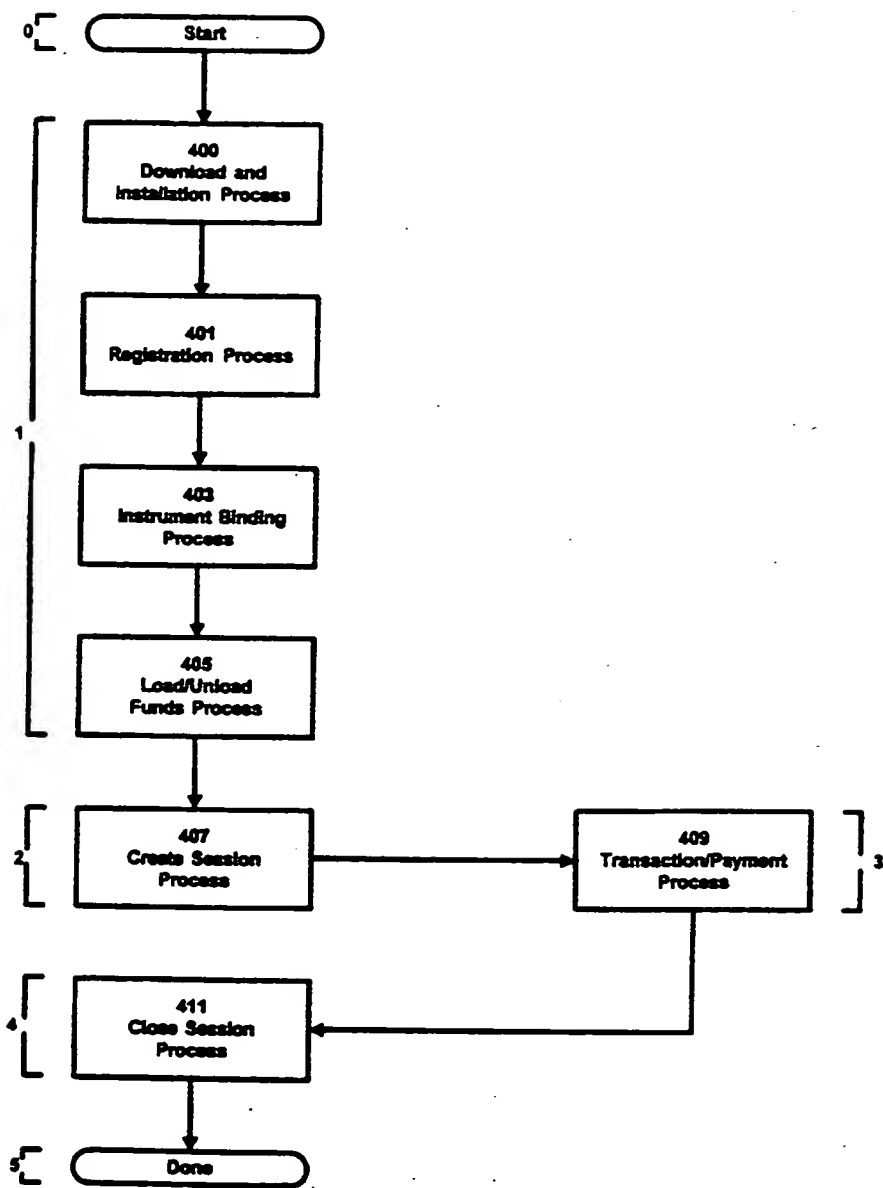 0
Start
400
Download and
Installation Process
401
Registration Process
1
403
Instrument Binding
Process
405
Load/Unload
Funds Process
2
407
Create Session
Process
409
Transaction/Payment
Process
3
4
411
Close Session
Process
5
Done